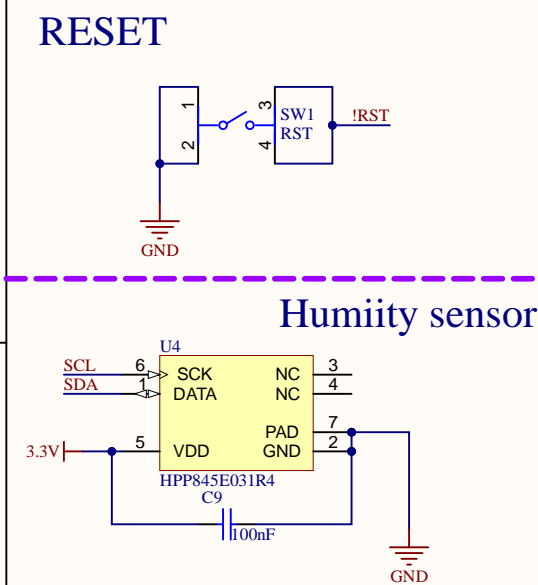 RESET
1
2
3
4
SW1
RST
!RST
GND
Humiity sensor
U4
SCL
6
SCK
NC
3
SDA
1
DATA
NC
4
PAD
7
3.3V
5
VDD
GND
2
HPP845E031R4
C9
100nF
GND